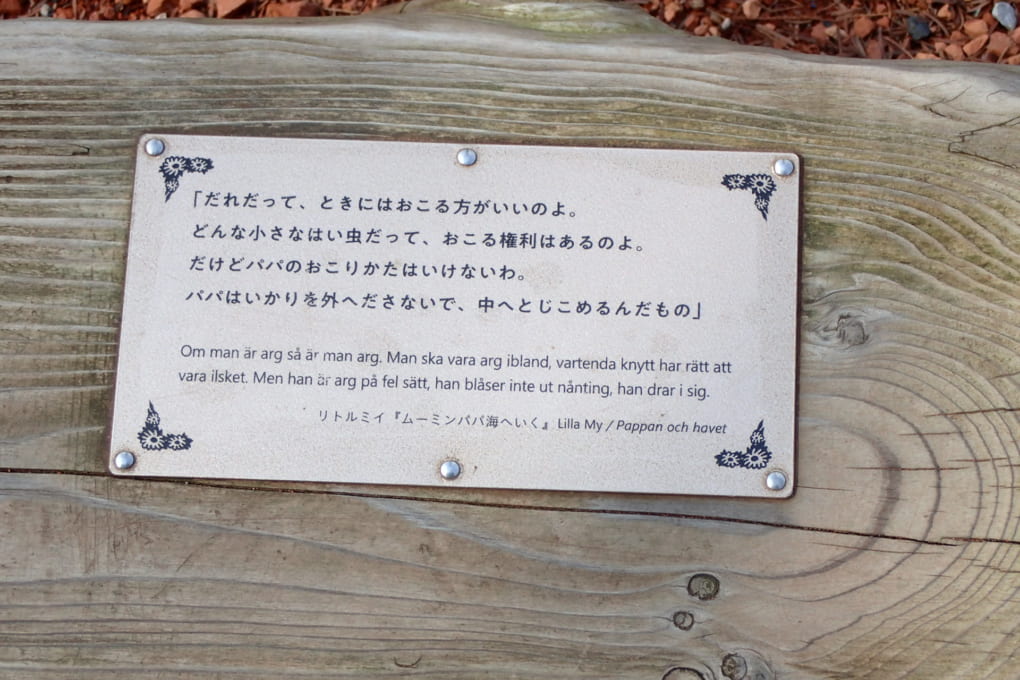 「だれだって、ときにはおこる方がいいのよ。
どんな小さなはい虫だって、おこる権利はあるのよ。
だけどパパのおこりかたはいけないわ。
パパはいかりを外へださないで、中へとじこめるんだもの」
Om man är arg så är man arg. Man ska vara arg ibland, vartenda knytt har rätt att
vara ilsket. Men han är arg på fel sätt, han blåser inte ut nånting, han drar i sig.
リトルミイ『ムーミンパパ海へいく』Lilla My / Pappan och havet